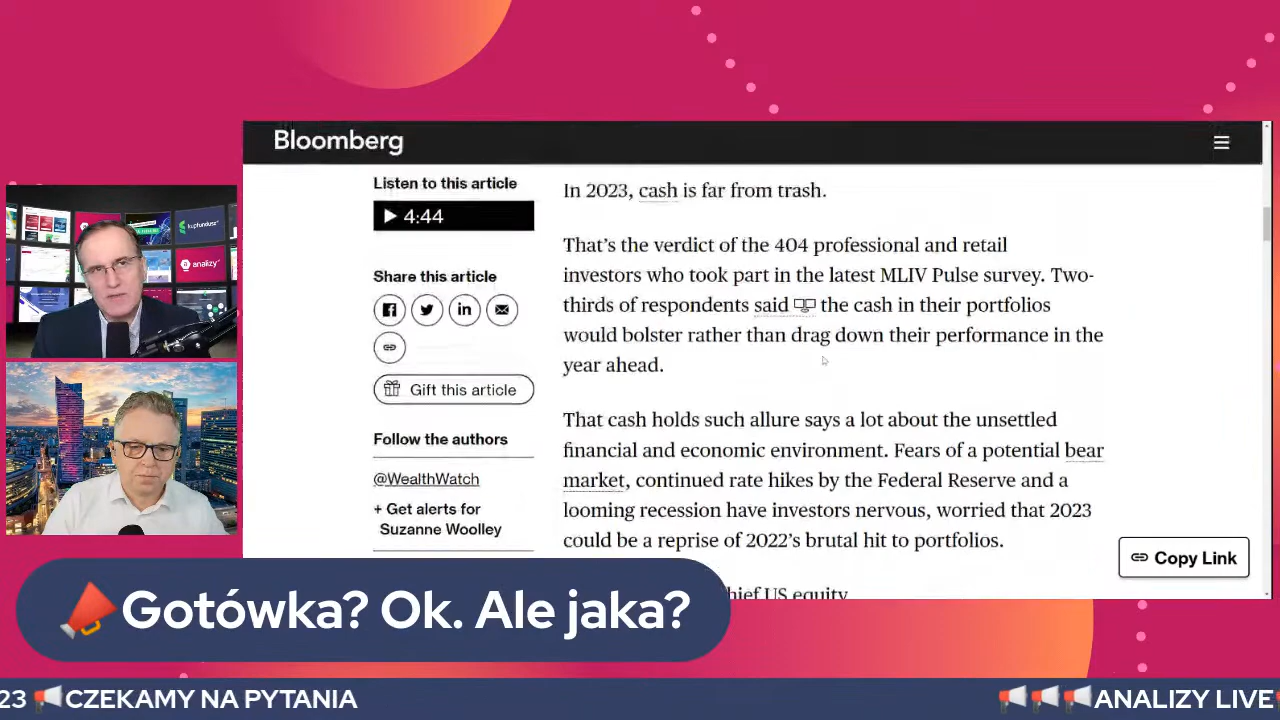 Bloomberg
Listen to this article
4:44
Share this article
Gift this article
Follow the authors
@WealthWatch
+ Get alerts for
Suzanne Woolley
In 2023, cash is far from trash.
That's the verdict of the 404 professional and retail
investors who took part in the latest MLIV Pulse survey. Two-
thirds of respondents said the cash in their portfolios
would bolster rather than drag down their performance in the
year ahead.
That cash holds such allure says a lot about the unsettled
financial and economic environment. Fears of a potential bear
market, continued rate hikes by the Federal Reserve and a
looming recession have investors nervous, worried that 2023
could be a reprise of 2022's brutal hit to portfolios.
US equity
Copy Link
kupfundusz
analizy
Gotówka? Ok. Ale jaka?
23 CZEKAMY NA PYTANIA
ANALIZY LIVE